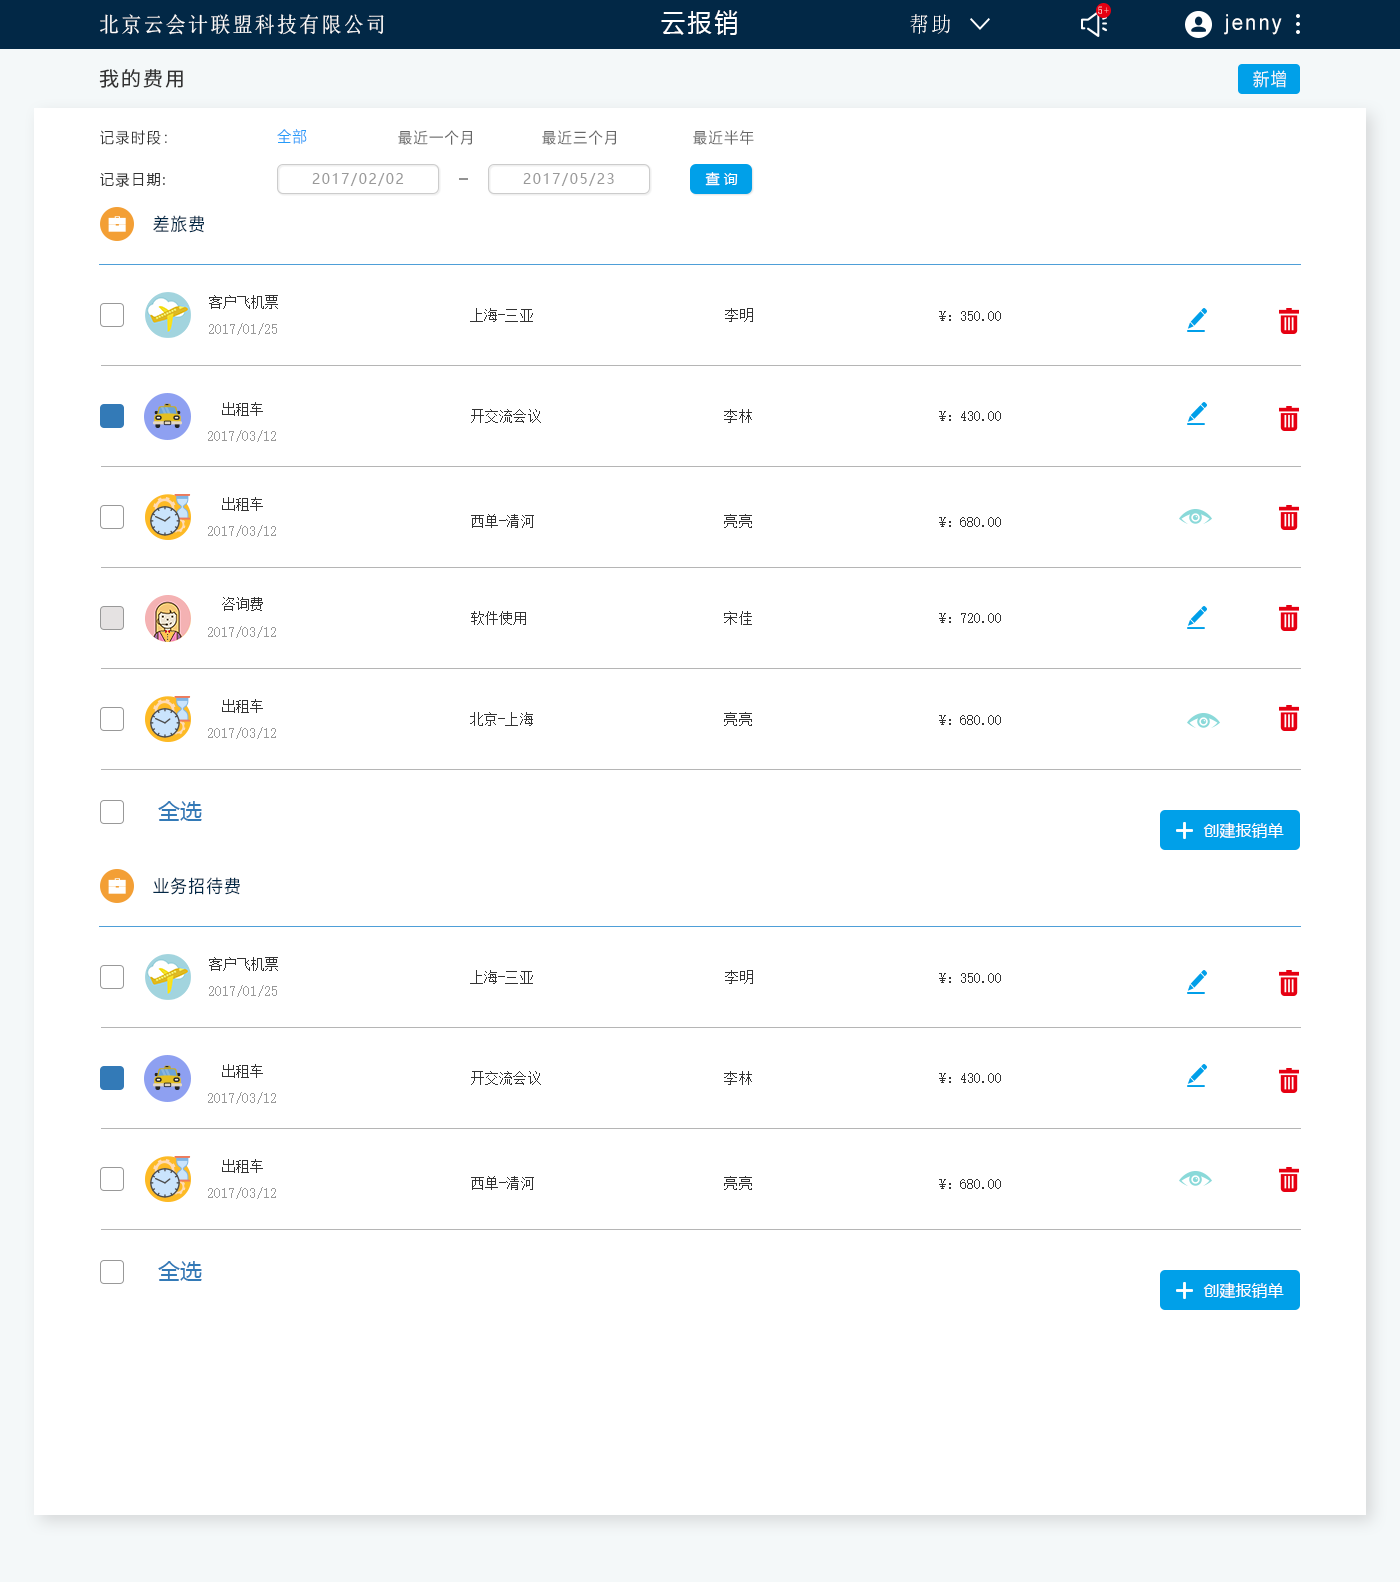 北京云会计联盟科技有限公司 云报销 帮助 5+ jenny
我的费用 新增
记录时段: 全部 最近一个月 最近三个月 最近半年
记录日期: 2017/02/02 - 2017/05/23 查询
差旅费
客户飞机票
2017/01/25 上海-三亚 李明 ¥: 350.00
出租车
2017/03/12 开交流会议 李林 ¥: 430.00
出租车
2017/03/12 西单-清河 亮亮 ¥: 680.00
咨询费
2017/03/12 软件使用 宋佳 ¥: 720.00
出租车
2017/03/12 北京-上海 亮亮 ¥: 680.00
全选
+ 创建报销单
业务招待费
客户飞机票
2017/01/25 上海-三亚 李明 ¥: 350.00
出租车
2017/03/12 开交流会议 李林 ¥: 430.00
出租车
2017/03/12 西单-清河 亮亮 ¥: 680.00
全选
+ 创建报销单